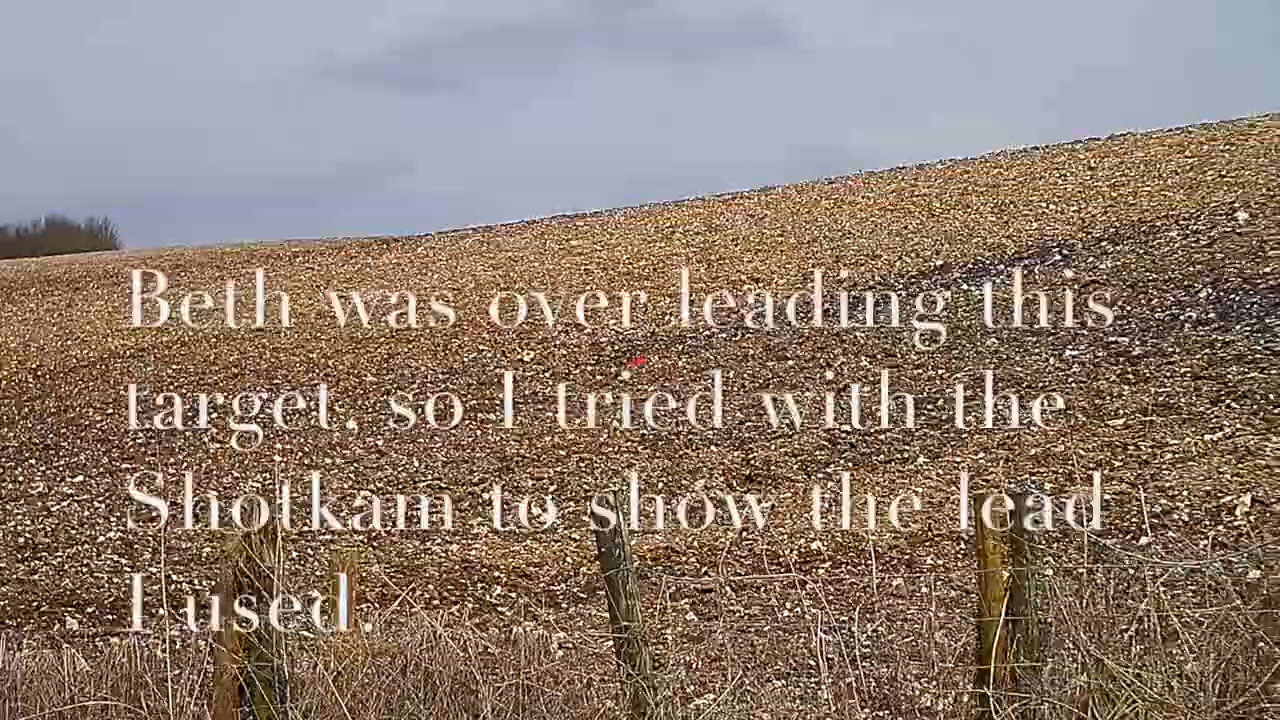 Beth was over leading this
target, so I tried with the
Shotkam to show the lead
I used.